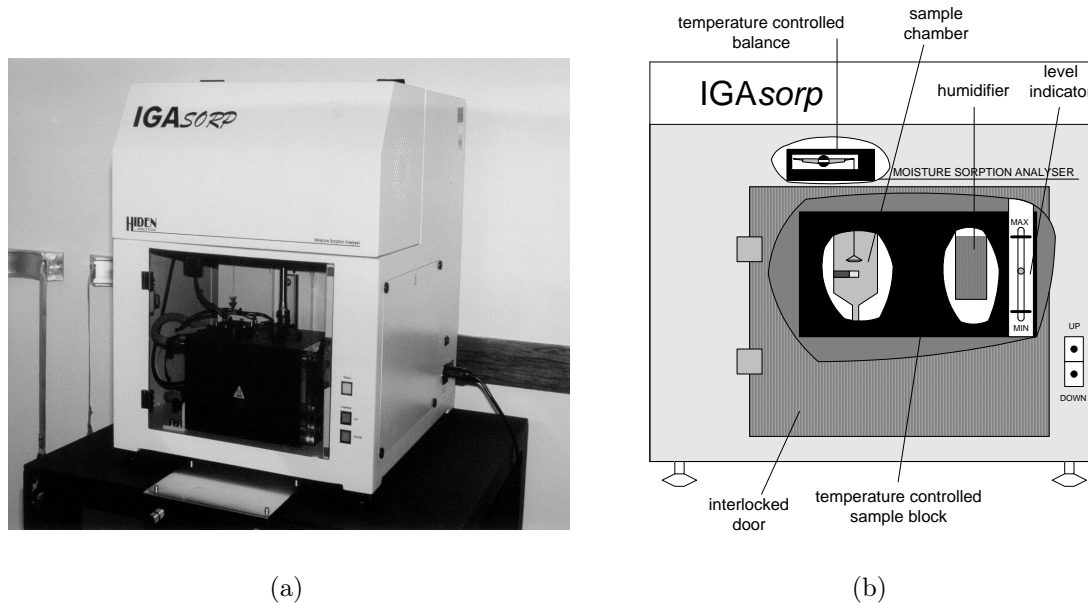 IGASORP
HIDEN
ANALYTICAL
Moisture Sorption Analyser
(a)
temperature controlled
balance
sample
chamber
humidifier
level
indicator
IGAsorp
MOISTURE SORPTION ANALYSER
MAX
MIN
UP
DOWN
interlocked
door
temperature controlled
sample block
(b)